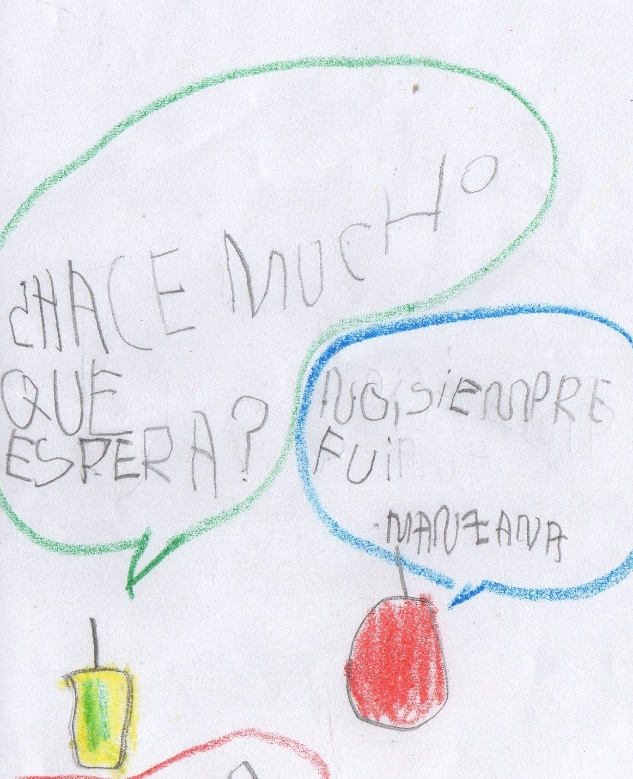 ¿HACE MUCHO
QUE
ESPERA?
NO, SiEMPRE
FUi
MANZANA